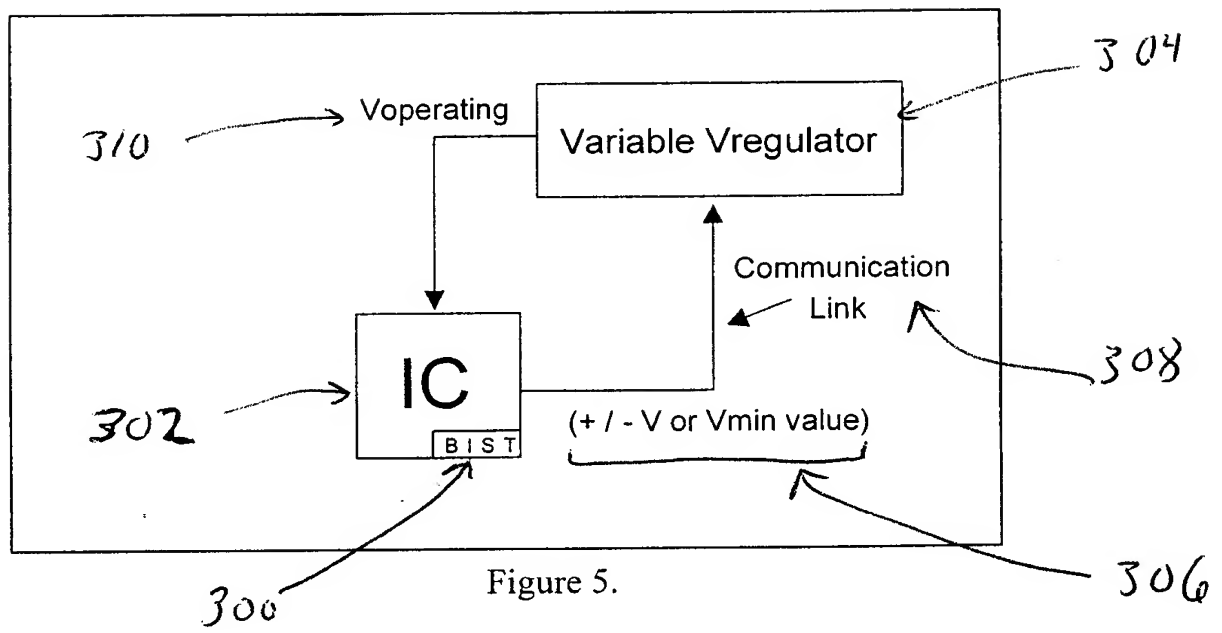 304
Voperating
310
Variable Vregulator
Communication
Link
308
IC
302
BIST
(+ / - V or Vmin value)
Figure 5.
300
306